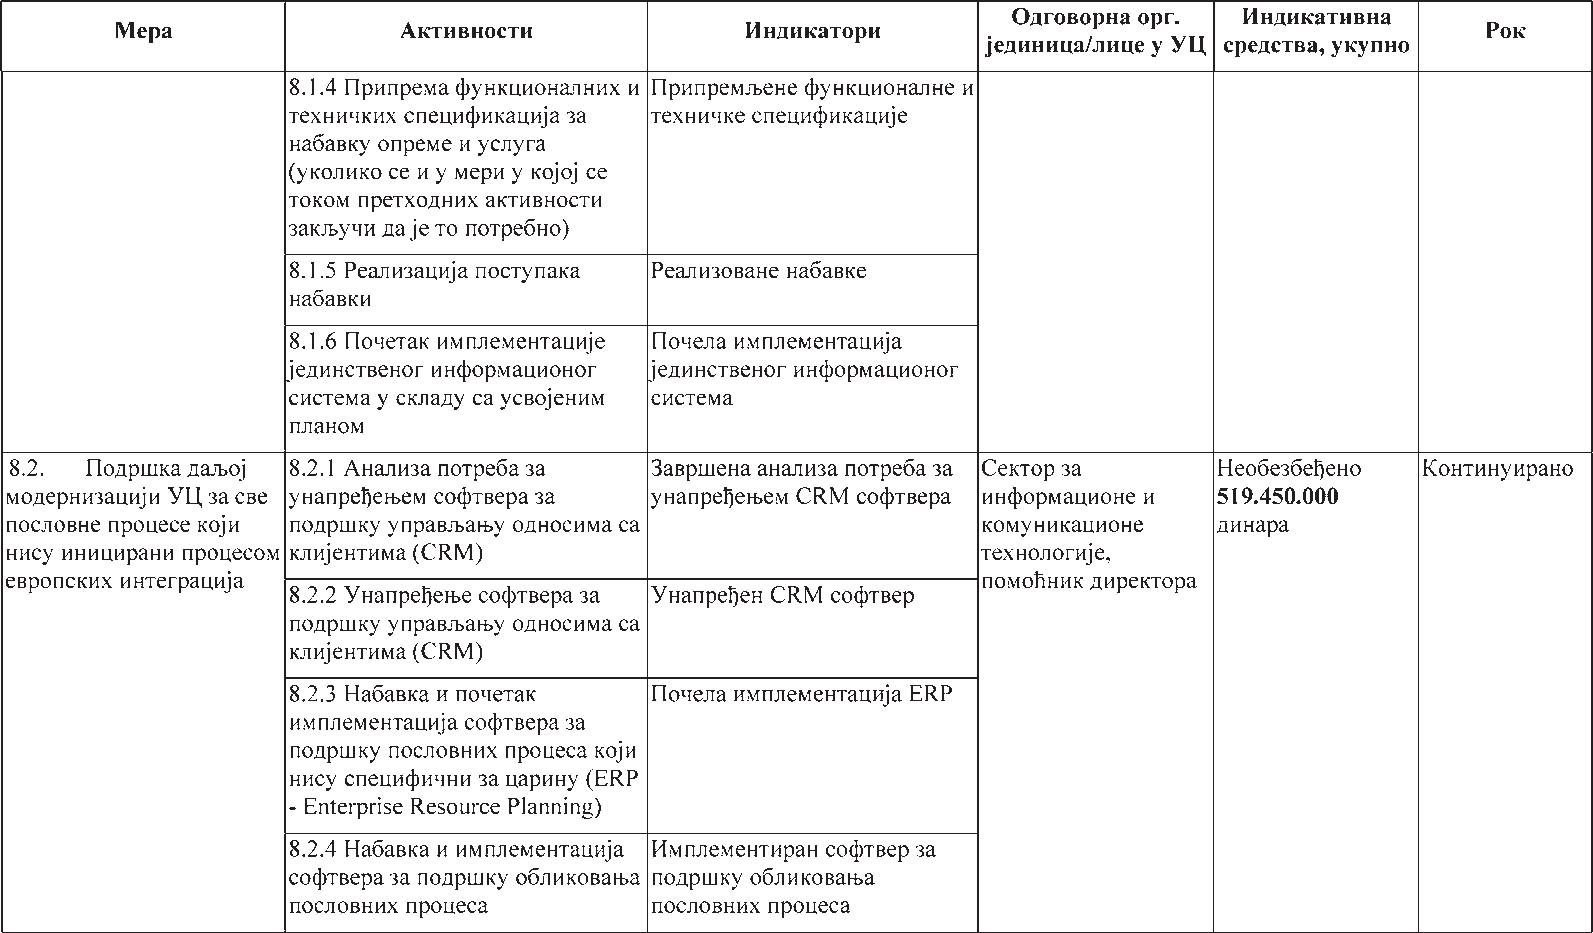 Мера
Активности
Индикатори
Одговорна орг.
јединица/лице у УЦ
Индикативна
средства, укупно
Рок
8.1.4 Припрема функционалних и
техничких спецификација за
набавку опреме и услуга
(уколико се и у мери у којој се
током претходних активности
закључи да је то потребно)
Припремљене функционалне и
техничке спецификације
8.1.5 Реализација поступака
набавки
Реализоване набавке
8.1.6 Почетак имплементације
јединственог информационог
система у складу са усвојеним
планом
Почела имплементација
јединственог информационог
система
8.2. Подршка даљој
модернизацији УЦ за све
пословне процесе који
нису иницирани процесом
европских интеграција
8.2.1 Анализа потреба за
унапређењем софтвера за
подршку управљању односима са
клијентима (CRM)
Завршена анализа потреба за
унапређењем CRM софтвера
Сектор за
информационе и
комуникационе
технологије,
помоћник директора
Необезбеђено
519.450.000
динара
Континуирано
8.2.2 Унапређење софтвера за
подршку управљању односима са
клијентима (CRM)
Унапређен CRM софтвер
8.2.3 Набавка и почетак
имплементација софтвера за
подршку пословних процеса који
нису специфични за царину (ERP
- Enterprise Resource Planning)
Почела имплементација ERP
8.2.4 Набавка и имплементација
софтвера за подршку обликовања
пословних процеса
Имплементиран софтвер за
подршку обликовања
пословних процеса